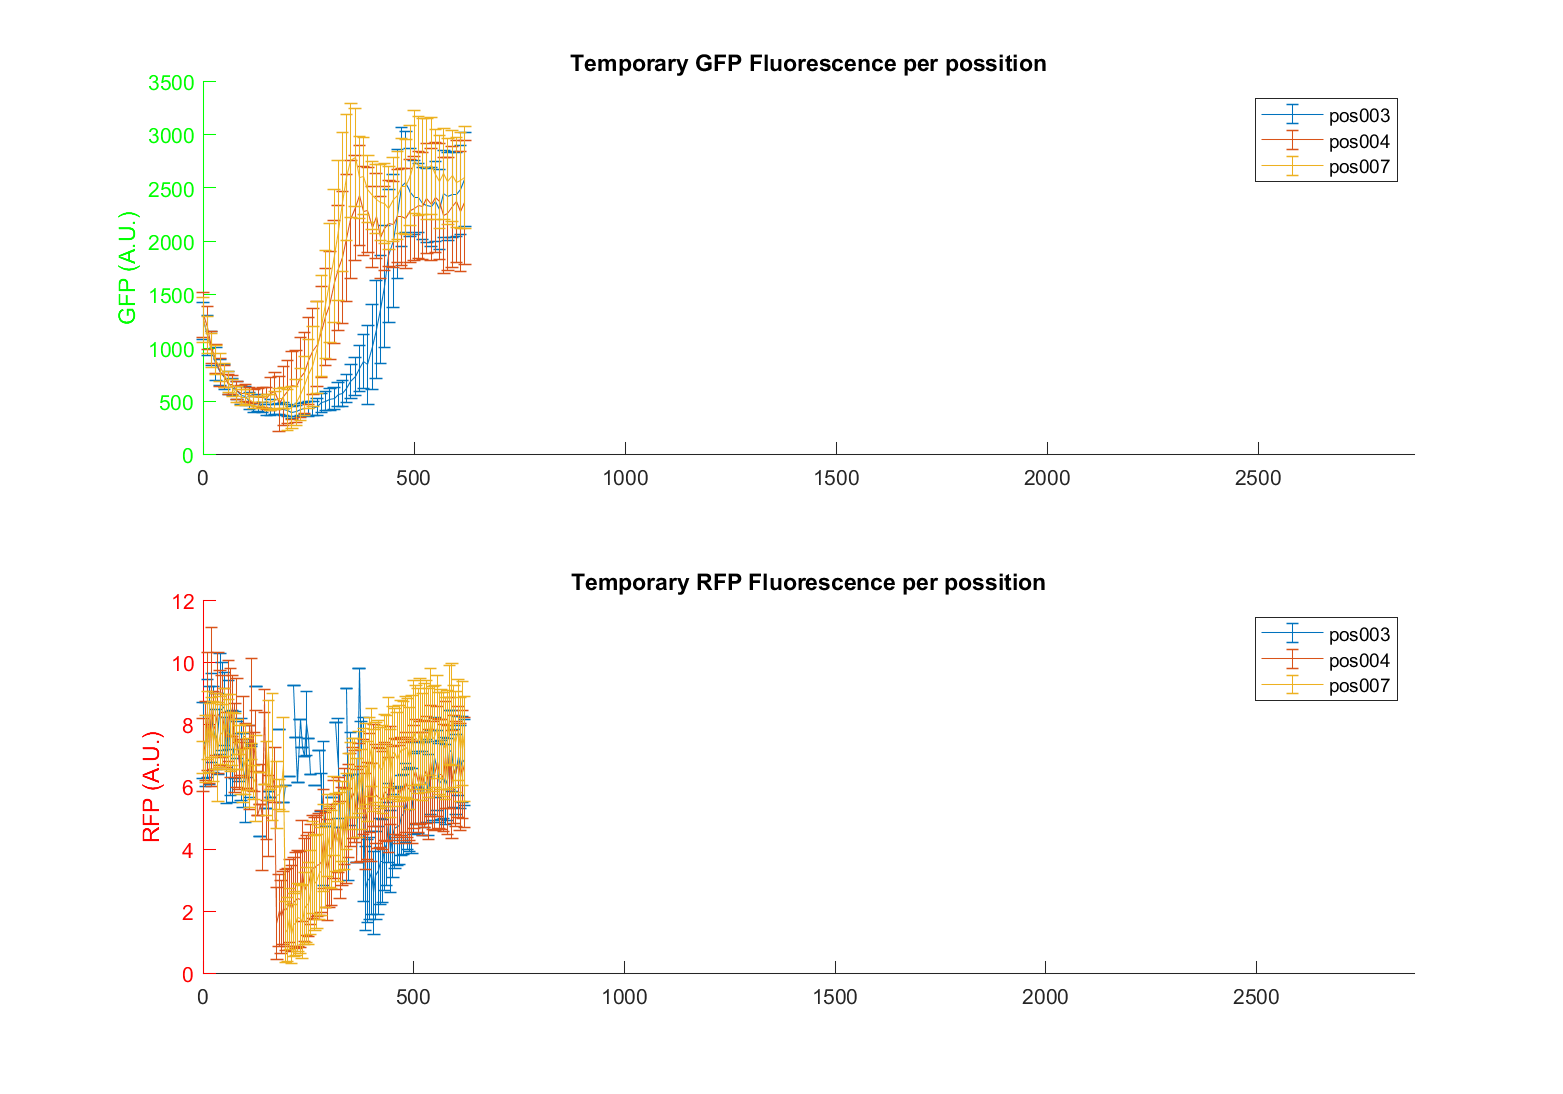 Temporary GFP Fluorescence per possition
3500
3000
2500
2000
1500
1000
500
0
GFP (A.U.)
pos003
pos004
pos007
0 500 1000 1500 2000 2500
Temporary RFP Fluorescence per possition
12
10
8
6
4
2
0
RFP (A.U.)
pos003
pos004
pos007
0 500 1000 1500 2000 2500